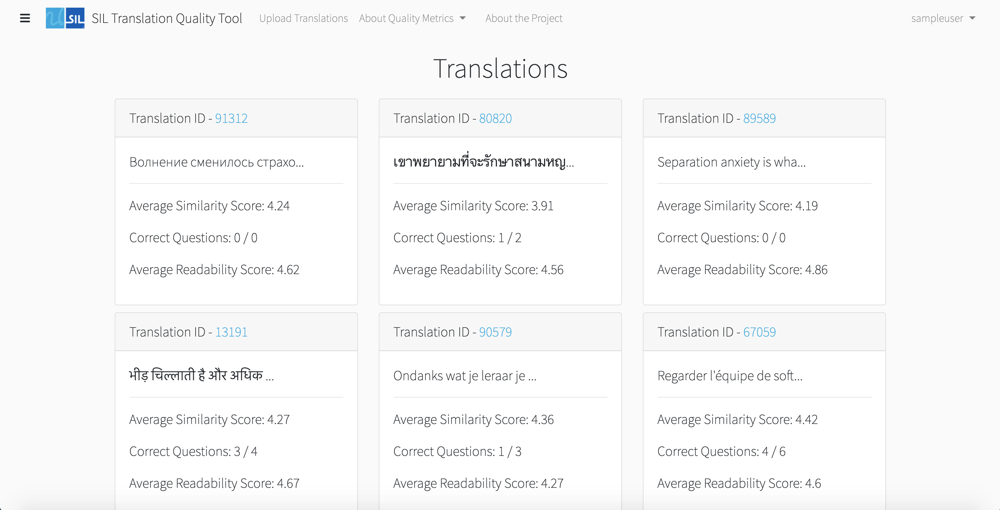 SIL
SIL Translation Quality Tool
Upload Translations
About Quality Metrics
About the Project
sampleuser
Translations
Translation ID - 91312
Волнение сменилось страхо...
Average Similarity Score: 4.24
Correct Questions: 0 / 0
Average Readability Score: 4.62
Translation ID - 80820
เขาพยายามที่จะรักษาสนามหญ...
Average Similarity Score: 3.91
Correct Questions: 1 / 2
Average Readability Score: 4.56
Translation ID - 89589
Separation anxiety is wha...
Average Similarity Score: 4.19
Correct Questions: 0 / 0
Average Readability Score: 4.86
Translation ID - 13191
भीड़ चिल्लाती है और अधिक ...
Average Similarity Score: 4.27
Correct Questions: 3 / 4
Average Readability Score: 4.67
Translation ID - 90579
Ondanks wat je leraar je ...
Average Similarity Score: 4.36
Correct Questions: 1 / 3
Average Readability Score: 4.27
Translation ID - 67059
Regarder l'équipe de soft...
Average Similarity Score: 4.42
Correct Questions: 4 / 6
Average Readability Score: 4.6